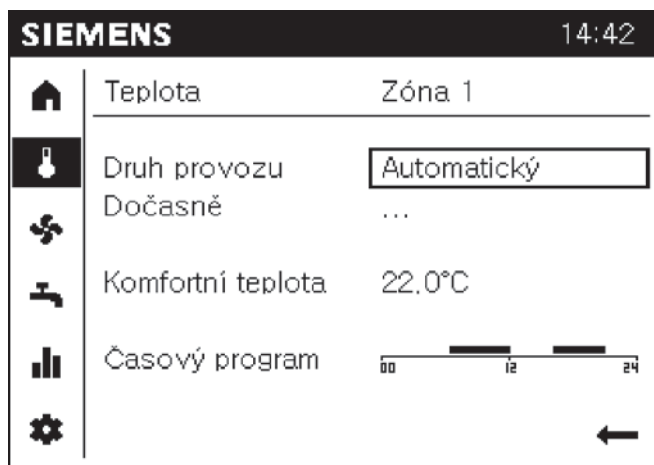 SIEMENS 14:42
Teplota Zóna 1
Druh provozu Automatický
Dočasně ...
Komfortní teplota 22.0°C
Časový program 00 12 24